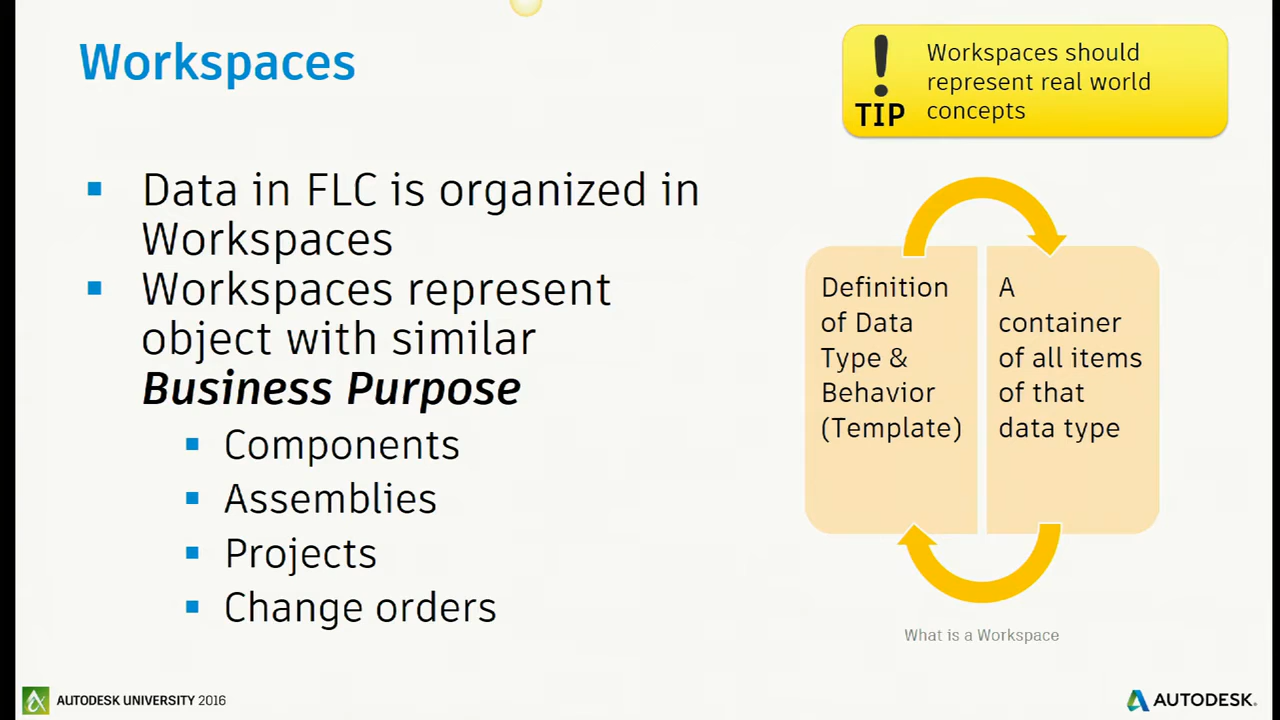 Workspaces
!
TIP
Workspaces should
represent real world
concepts
Data in FLC is organized in
Workspaces
Workspaces represent
object with similar
Business Purpose
Components
Assemblies
Projects
Change orders
Definition
of Data
Type &
Behavior
(Template)
A
container
of all items
of that
data type
What is a Workspace
AUTODESK UNIVERSITY 2016
AUTODESK.